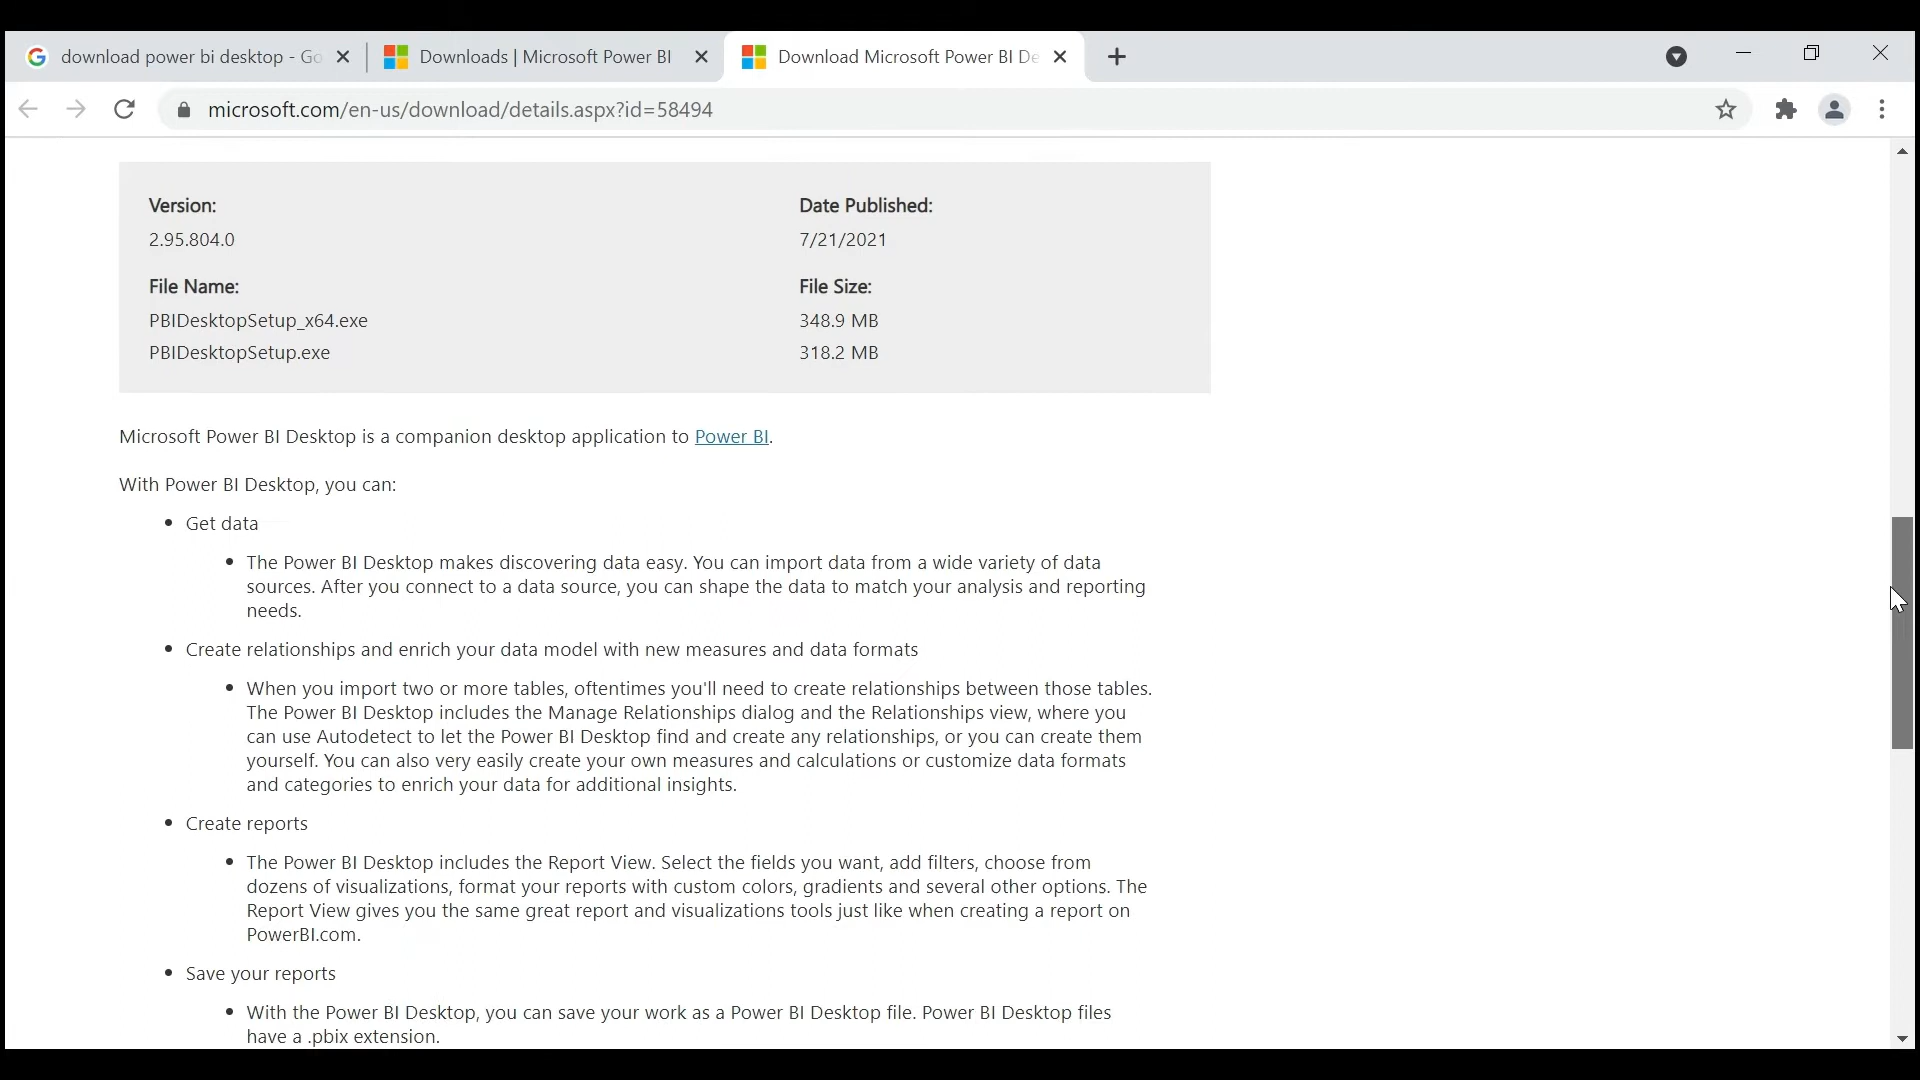 download power bi desktop - Go
Downloads | Microsoft Power BI
Download Microsoft Power BI De
microsoft.com/en-us/download/details.aspx?id=58494
Version:
2.95.804.0
Date Published:
7/21/2021
File Name:
PBIDesktopSetup_x64.exe
PBIDesktopSetup.exe
File Size:
348.9 MB
318.2 MB
Microsoft Power BI Desktop is a companion desktop application to Power BI.
With Power BI Desktop, you can:
• Get data
• The Power BI Desktop makes discovering data easy. You can import data from a wide variety of data
sources. After you connect to a data source, you can shape the data to match your analysis and reporting
needs.
• Create relationships and enrich your data model with new measures and data formats
• When you import two or more tables, oftentimes you'll need to create relationships between those tables.
The Power BI Desktop includes the Manage Relationships dialog and the Relationships view, where you
can use Autodetect to let the Power BI Desktop find and create any relationships, or you can create them
yourself. You can also very easily create your own measures and calculations or customize data formats
and categories to enrich your data for additional insights.
• Create reports
• The Power BI Desktop includes the Report View. Select the fields you want, add filters, choose from
dozens of visualizations, format your reports with custom colors, gradients and several other options. The
Report View gives you the same great report and visualizations tools just like when creating a report on
PowerBI.com.
• Save your reports
• With the Power BI Desktop, you can save your work as a Power BI Desktop file. Power BI Desktop files
have a .pbix extension.